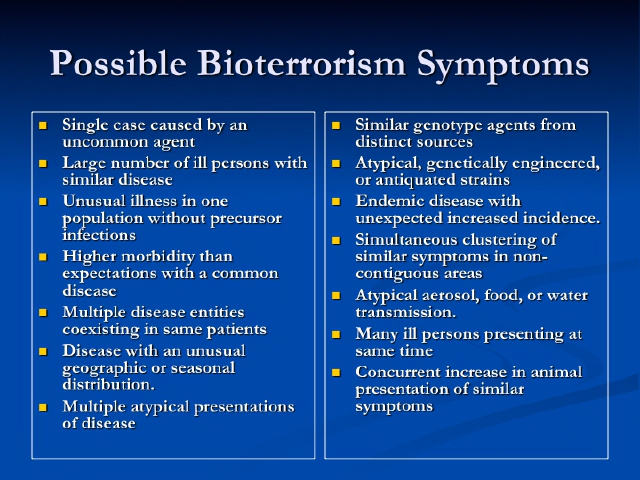 Possible Bioterrorism Symptoms
Single case caused by an
uncommon agent
Large number of ill persons with
similar disease
Unusual illness in one
population without precursor
infections
Higher morbidity than
expectations with a common
disease
Multiple disease entities
coexisting in same patients
Disease with an unusual
geographic or seasonal
distribution.
Multiple atypical presentations
of disease
Similar genotype agents from
distinct sources
Atypical, genetically engineered,
or antiquated strains
Endemic disease with
unexpected increased incidence.
Simultaneous clustering of
similar symptoms in non-
contiguous areas
Atypical aerosol, food, or water
transmission.
Many ill persons presenting at
same time
Concurrent increase in animal
presentation of similar
symptoms